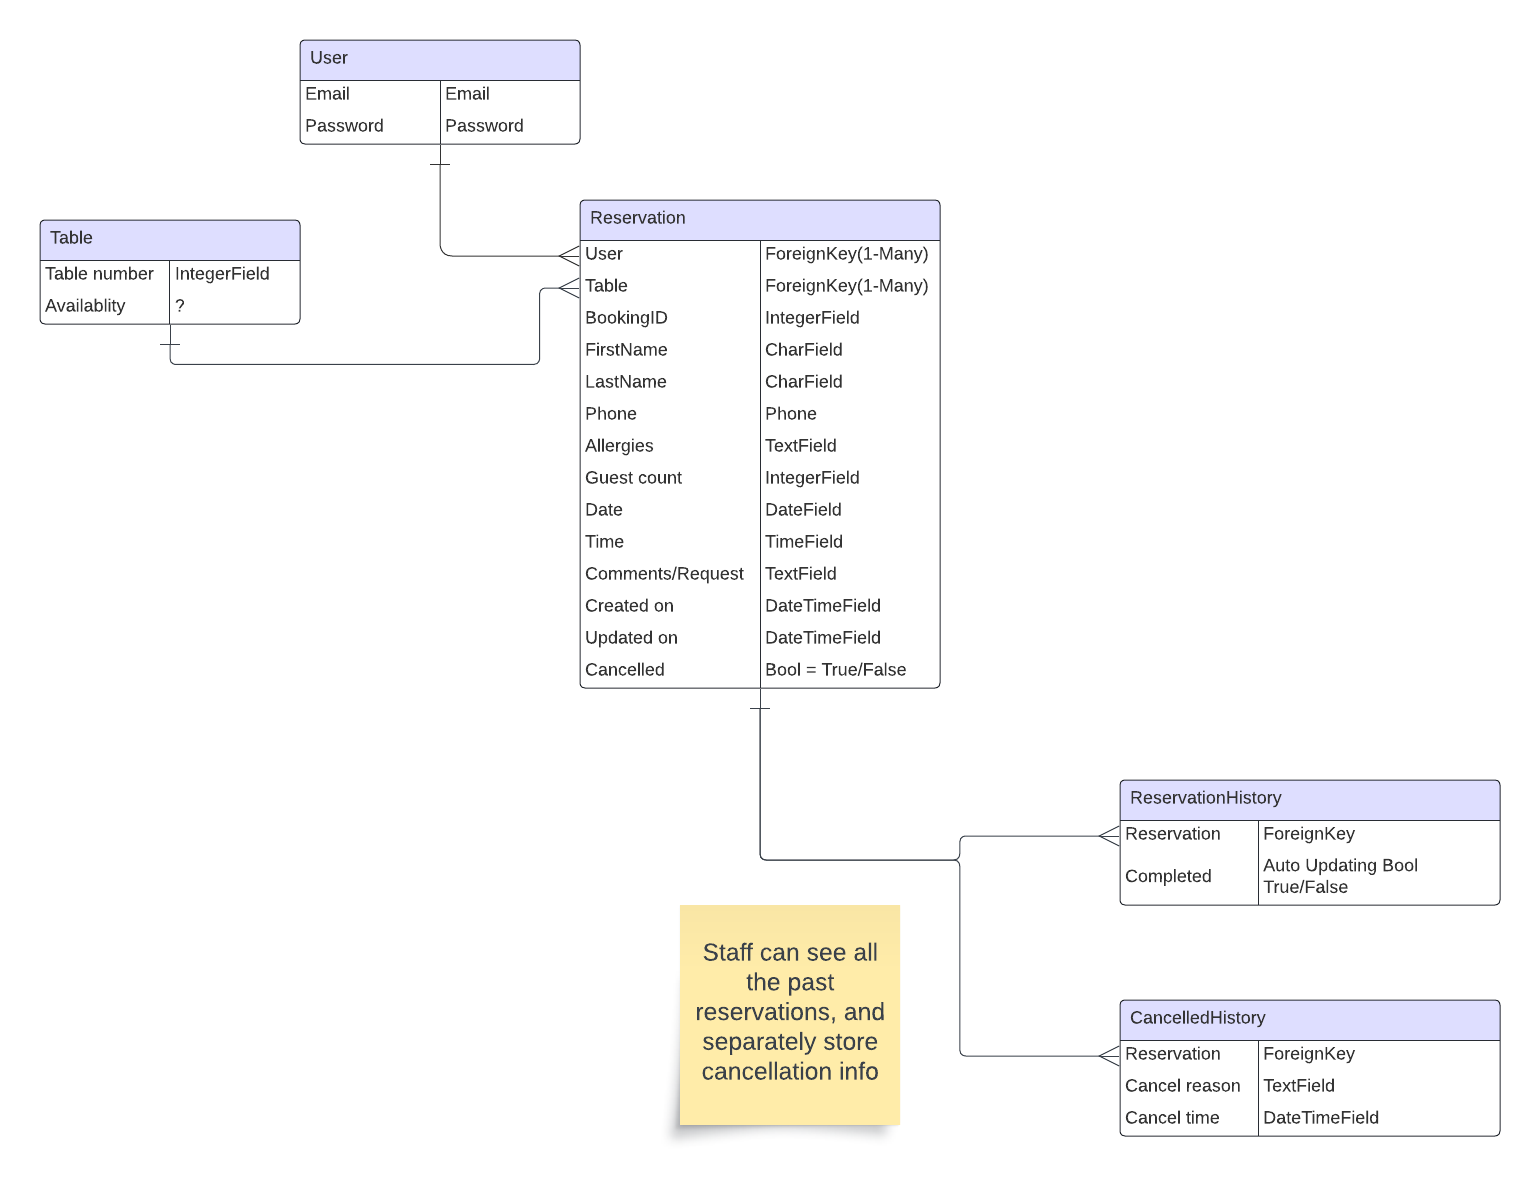 User
Email Email
Password Password
Table
Table number IntegerField
Availablity ?
Reservation
User ForeignKey(1-Many)
Table ForeignKey(1-Many)
BookingID IntegerField
FirstName CharField
LastName CharField
Phone Phone
Allergies TextField
Guest count IntegerField
Date DateField
Time TimeField
Comments/Request TextField
Created on DateTimeField
Updated on DateTimeField
Cancelled Bool = True/False
ReservationHistory
Reservation ForeignKey
Completed Auto Updating Bool
True/False
Staff can see all
the past
reservations, and
separately store
cancellation info
CancelledHistory
Reservation ForeignKey
Cancel reason TextField
Cancel time DateTimeField